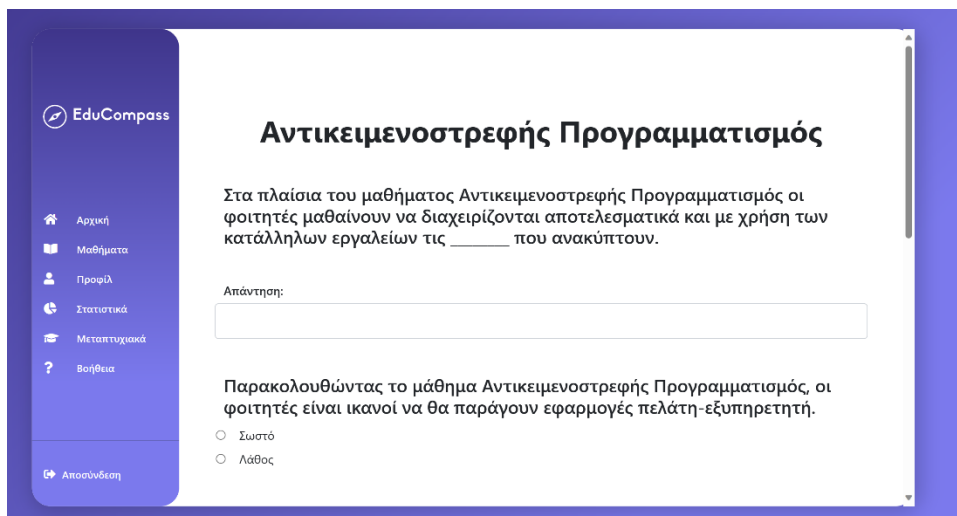 EduCompass
Αρχική
Μαθήματα
Προφίλ
Στατιστικά
Μεταπτυχιακά
Βοήθεια
Αποσύνδεση
Αντικειμενοστρεφής Προγραμματισμός
Στα πλαίσια του μαθήματος Αντικειμενοστρεφής Προγραμματισμός οι
φοιτητές μαθαίνουν να διαχειρίζονται αποτελεσματικά και με χρήση των
κατάλληλων εργαλείων τις _______ που ανακύπτουν.
Απάντηση:
Παρακολουθώντας το μάθημα Αντικειμενοστρεφής Προγραμματισμός, οι
φοιτητές είναι ικανοί να θα παράγουν εφαρμογές πελάτη-εξυπηρετητή.
Σωστό
Λάθος